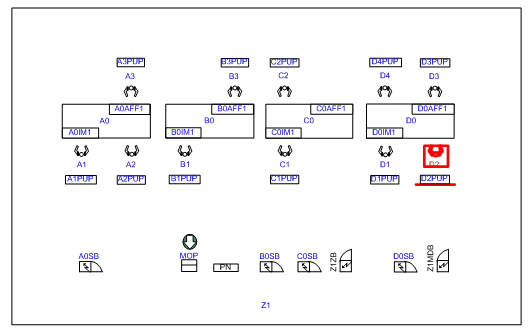 A3PUP B3PUP C2PUP D4PUP D3PUP
A3 B3 C2 D4 D3
A0AFF1 B0AFF1 C0AFF1 D0AFF1
A0 B0 C0 D0
A0IM1 B0IM1 C0IM1 D0IM1
A1 A2 B1 C1 D1 D2
A1PUP A2PUP B1PUP C1PUP D1PUP D2PUP
A0SB MOP PN B0SB C0SB Z1ZB D0SB Z1MDB
Z1